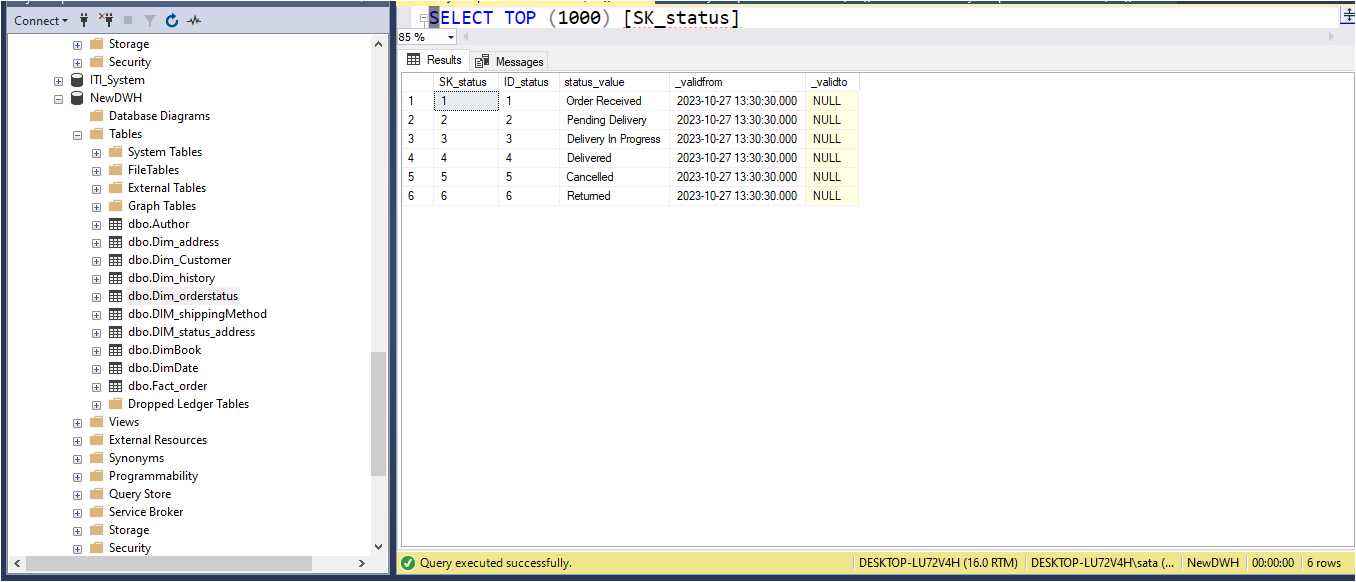 Connect
Storage
Security
ITI_System
NewDWH
Database Diagrams
Tables
System Tables
FileTables
External Tables
Graph Tables
dbo.Author
dbo.Dim_address
dbo.Dim_Customer
dbo.Dim_history
dbo.Dim_orderstatus
dbo.DIM_shippingMethod
dbo.DIM_status_address
dbo.DimBook
dbo.DimDate
dbo.Fact_order
Dropped Ledger Tables
Views
External Resources
Synonyms
Programmability
Query Store
Service Broker
Storage
Security
SELECT TOP (1000) [SK_status]
85 %
Results Messages
SK_status ID_status status_value _validfrom _validto
1 1 1 Order Received 2023-10-27 13:30:30.000 NULL
2 2 2 Pending Delivery 2023-10-27 13:30:30.000 NULL
3 3 3 Delivery In Progress 2023-10-27 13:30:30.000 NULL
4 4 4 Delivered 2023-10-27 13:30:30.000 NULL
5 5 5 Cancelled 2023-10-27 13:30:30.000 NULL
6 6 6 Returned 2023-10-27 13:30:30.000 NULL
Query executed successfully. DESKTOP-LU72V4H (16.0 RTM) DESKTOP-LU72V4H\sata (... NewDWH 00:00:00 6 rows